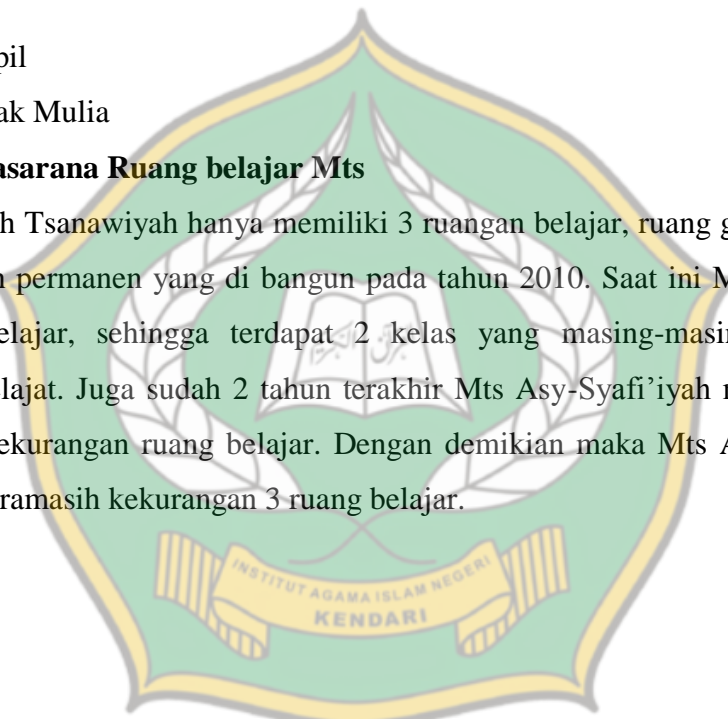 pil
ak Mulia
asarana Ruang belajar Mts
h Tsanawiyah hanya memiliki 3 ruangan belajar, ruang g
n permanen yang di bangun pada tahun 2010. Saat ini M
elajar, sehingga terdapat 2 kelas yang masing-masin
elajat. Juga sudah 2 tahun terakhir Mts Asy-Syafi’iyah n
ekurangan ruang belajar. Dengan demikian maka Mts A
ramasih kekurangan 3 ruang belajar.
INSTITUT AGAMA ISLAM NEGERI
KENDARI